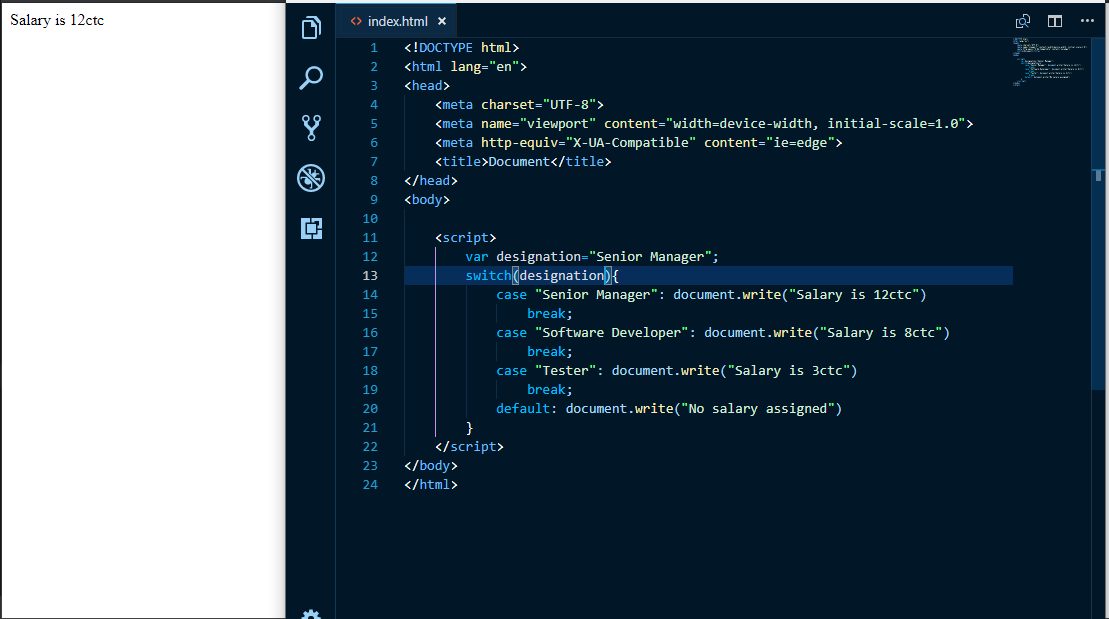 Salary is 12ctc
<> index.html ×
1 <!DOCTYPE html>
2 <html lang="en">
3 <head>
4     <meta charset="UTF-8">
5     <meta name="viewport" content="width=device-width, initial-scale=1.0">
6     <meta http-equiv="X-UA-Compatible" content="ie=edge">
7     <title>Document</title>
8 </head>
9 <body>
10
11     <script>
12         var designation="Senior Manager";
13         switch(designation){
14             case "Senior Manager": document.write("Salary is 12ctc")
15                 break;
16             case "Software Developer": document.write("Salary is 8ctc")
17                 break;
18             case "Tester": document.write("Salary is 3ctc")
19                 break;
20             default: document.write("No salary assigned")
21         }
22     </script>
23 </body>
24 </html>